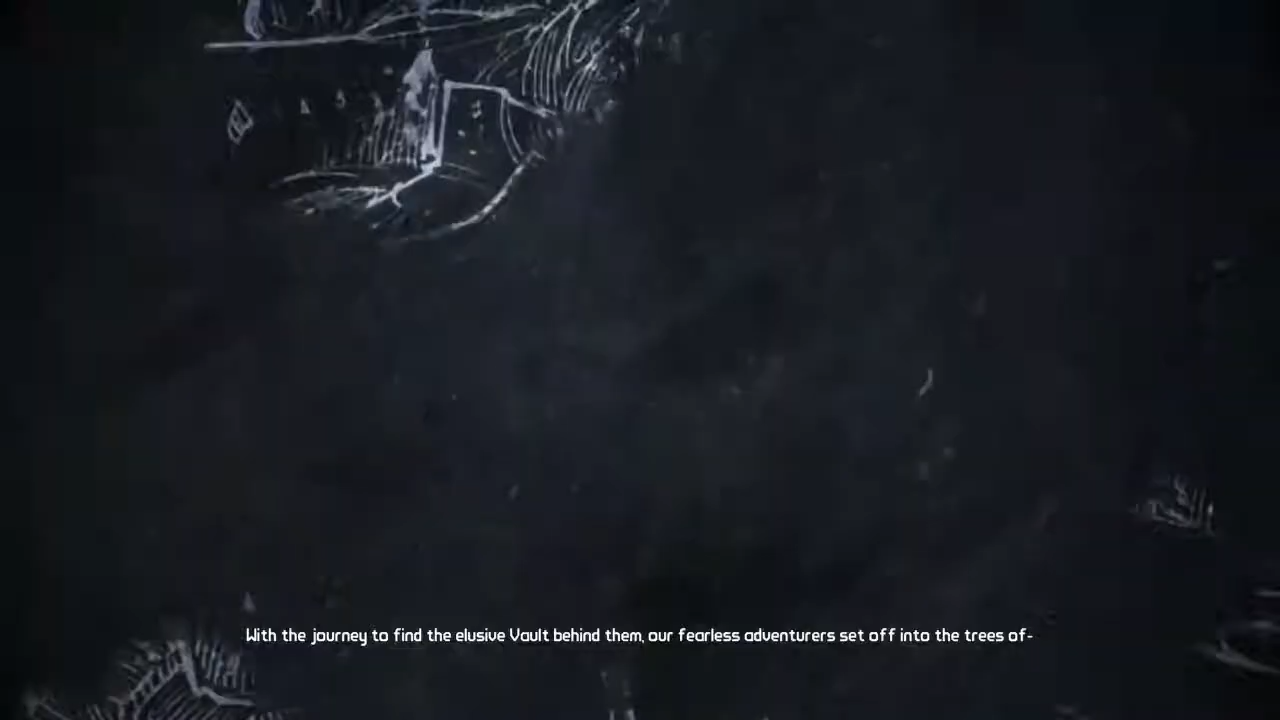 With the journey to find the elusive Vault behind them, our fearless adventurers set off into the trees of-